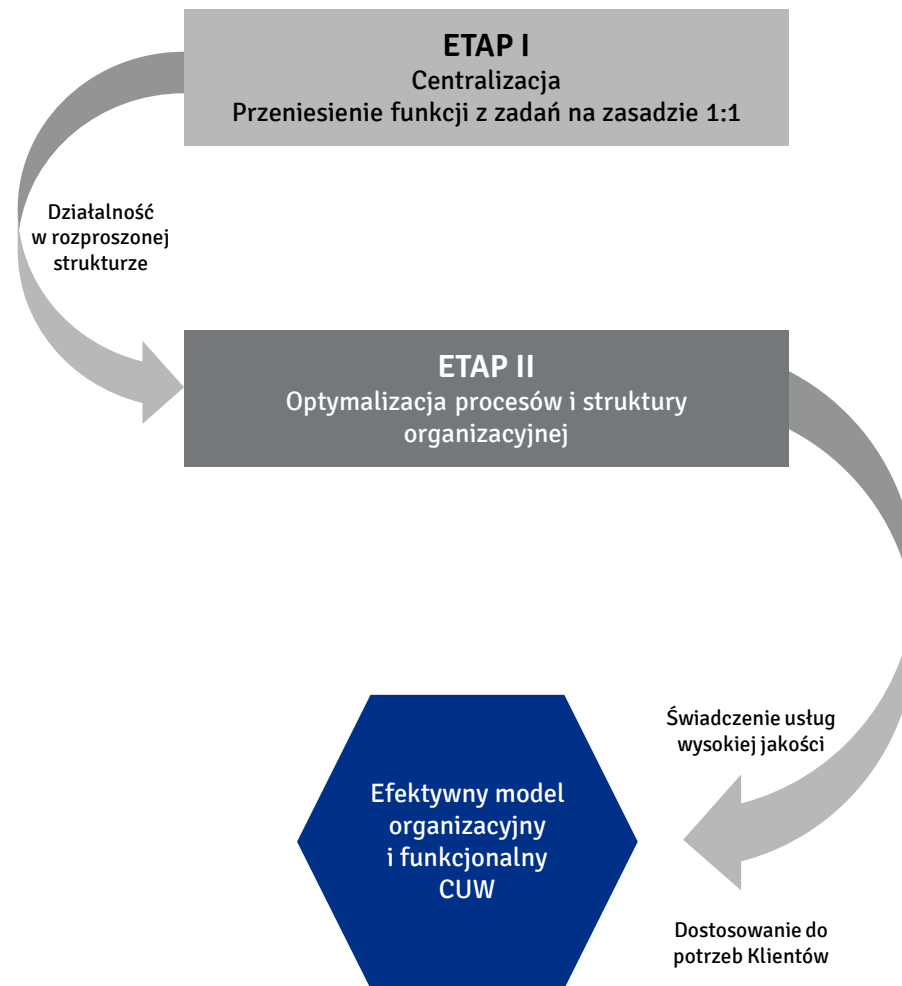 ETAP I
Centralizacja
Przeniesienie funkcji z zadań na zasadzie 1:1
Działalność
w rozproszonej
strukturze
ETAP II
Optymalizacja procesów i struktury
organizacyjnej
Świadczenie usług
wysokiej jakości
Efektywny model
organizacyjny
i funkcjonalny
CUW
Dostosowanie do
potrzeb Klientów